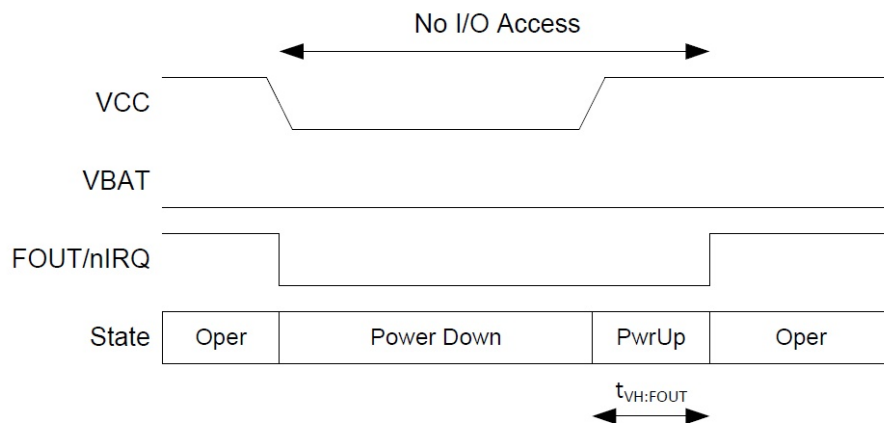 No I/O Access
VCC
VBAT
FOUT/nIRQ
State Oper Power Down PwrUp Oper
tVH:FOUT